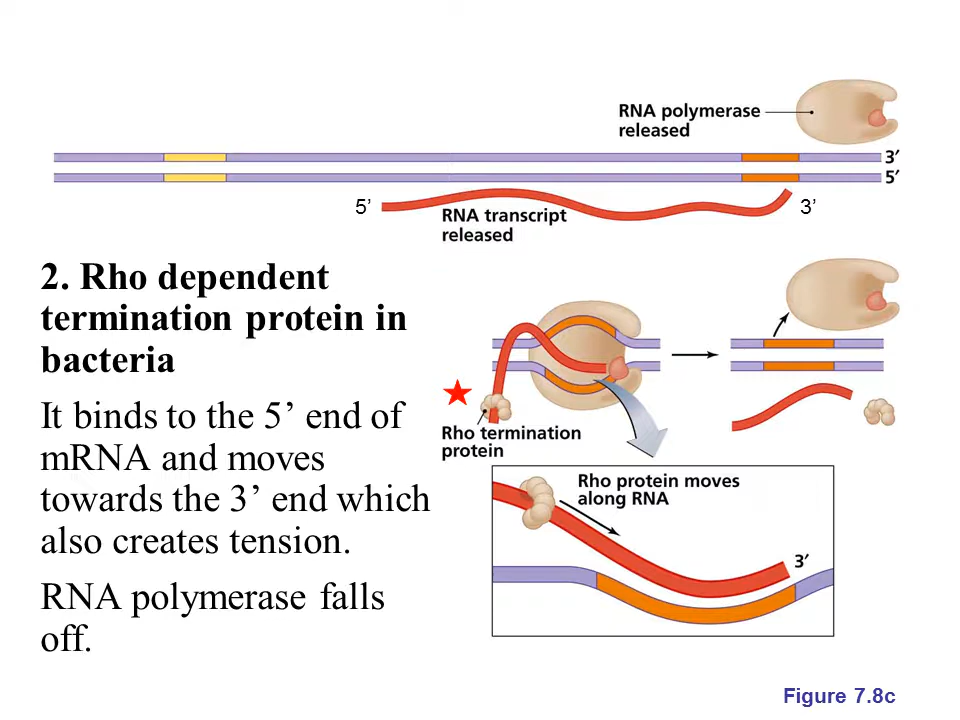 RNA polymerase
released
3′
5′
5’
RNA transcript
released
3’
2. Rho dependent
termination protein in
bacteria
It binds to the 5’ end of
mRNA and moves
towards the 3’ end which
also creates tension.
RNA polymerase falls
off.
Rho termination
protein
Rho protein moves
along RNA
3′
Figure 7.8c